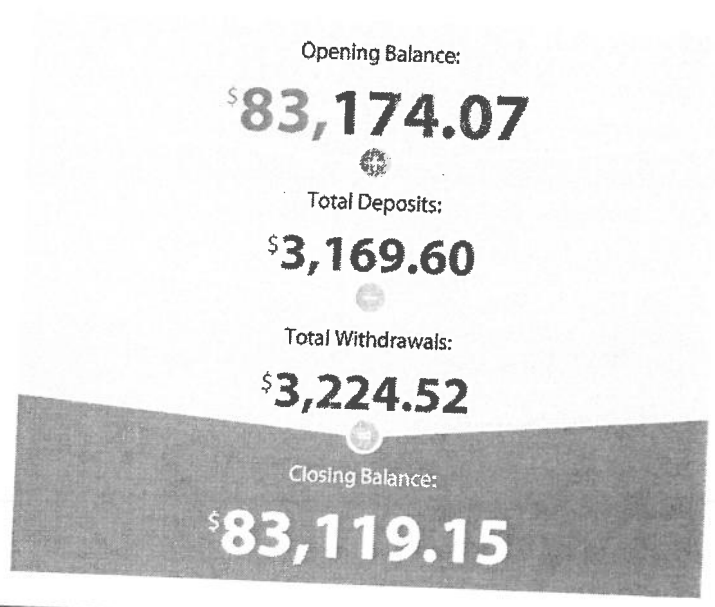 Opening Balance:
$83,174.07
+
Total Deposits:
$3,169.60
−
Total Withdrawals:
$3,224.52
=
Closing Balance:
$83,119.15